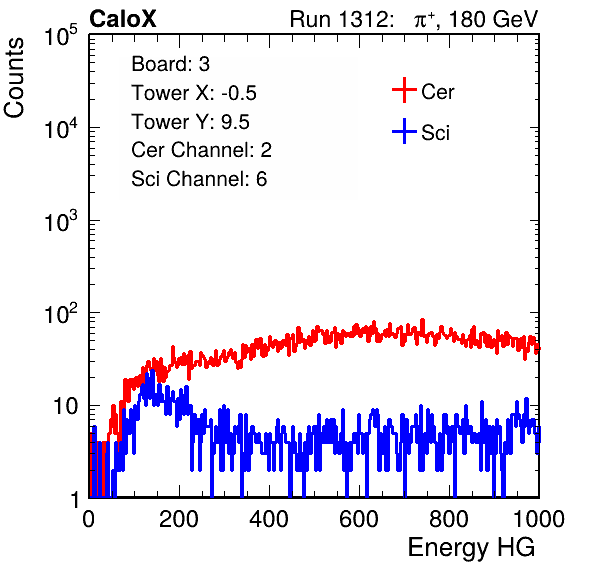 CaloX Run 1312: π⁺, 180 GeV
Board: 3
Tower X: -0.5
Tower Y: 9.5
Cer Channel: 2
Sci Channel: 6
Cer
Sci
Counts
10⁵
10⁴
10³
10²
10
1
0 200 400 600 800 1000
Energy HG